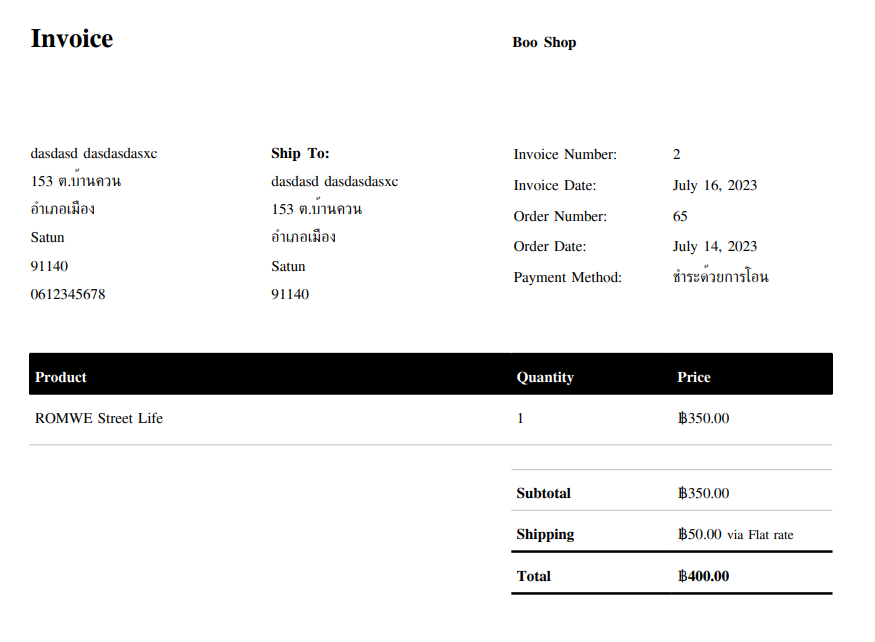 Invoice
Boo Shop
dasdasd dasdasdasxc
153 ต.บ้านควน
อำเภอเมือง
Satun
91140
0612345678
Ship To:
dasdasd dasdasdasxc
153 ต.บ้านควน
อำเภอเมือง
Satun
91140
Invoice Number: 2
Invoice Date: July 16, 2023
Order Number: 65
Order Date: July 14, 2023
Payment Method: ชำระด้วยการโอน
Product Quantity Price
ROMWE Street Life 1 ฿350.00
Subtotal ฿350.00
Shipping ฿50.00 via Flat rate
Total ฿400.00